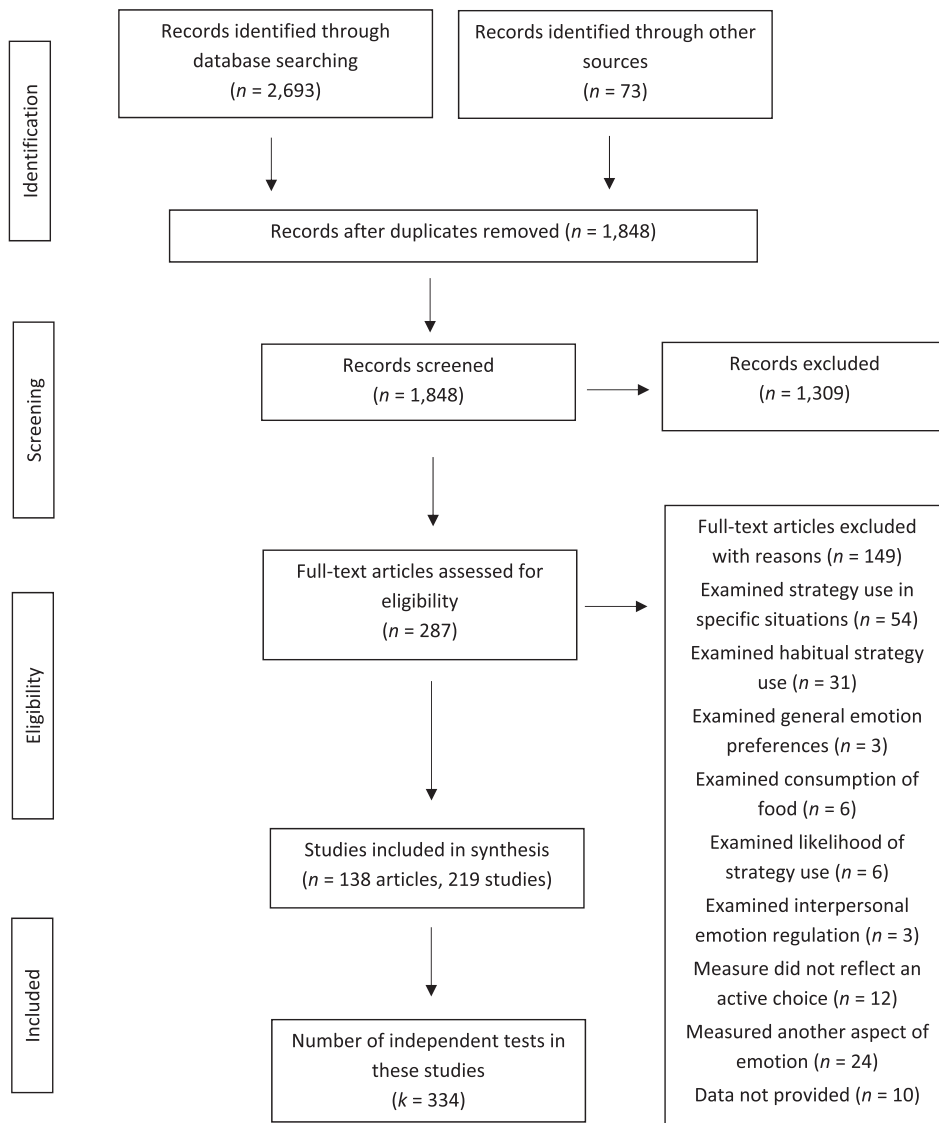 Identification
Records identified through
database searching
(n = 2,693)
Records identified through other
sources
(n = 73)
Records after duplicates removed (n = 1,848)
Screening
Records screened
(n = 1,848)
Records excluded
(n = 1,309)
Eligibility
Full-text articles assessed for
eligibility
(n = 287)
Full-text articles excluded
with reasons (n = 149)
Examined strategy use in
specific situations (n = 54)
Examined habitual strategy
use (n = 31)
Examined general emotion
preferences (n = 3)
Examined consumption of
food (n = 6)
Examined likelihood of
strategy use (n = 6)
Examined interpersonal
emotion regulation (n = 3)
Measure did not reflect an
active choice (n = 12)
Measured another aspect of
emotion (n = 24)
Data not provided (n = 10)
Studies included in synthesis
(n = 138 articles, 219 studies)
Included
Number of independent tests in
these studies
(k = 334)